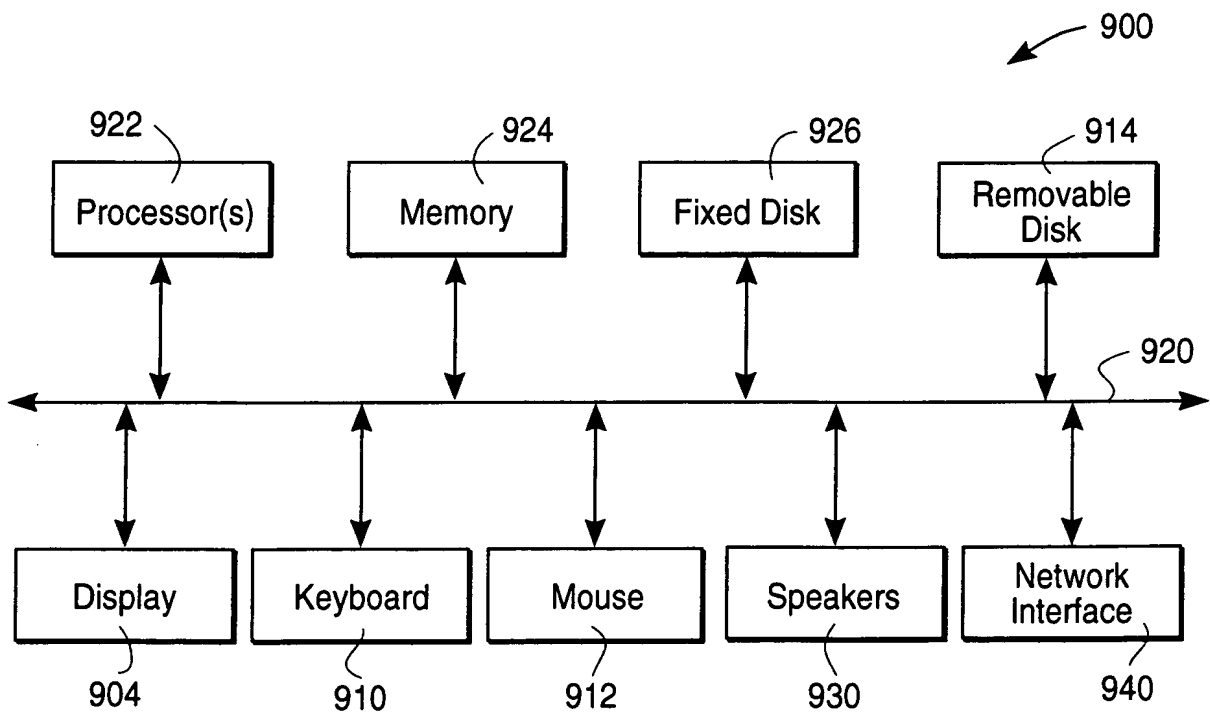 900
922
924
926
914
Processor(s)
Memory
Fixed Disk
Removable
Disk
920
Display
Keyboard
Mouse
Speakers
Network
Interface
904
910
912
930
940